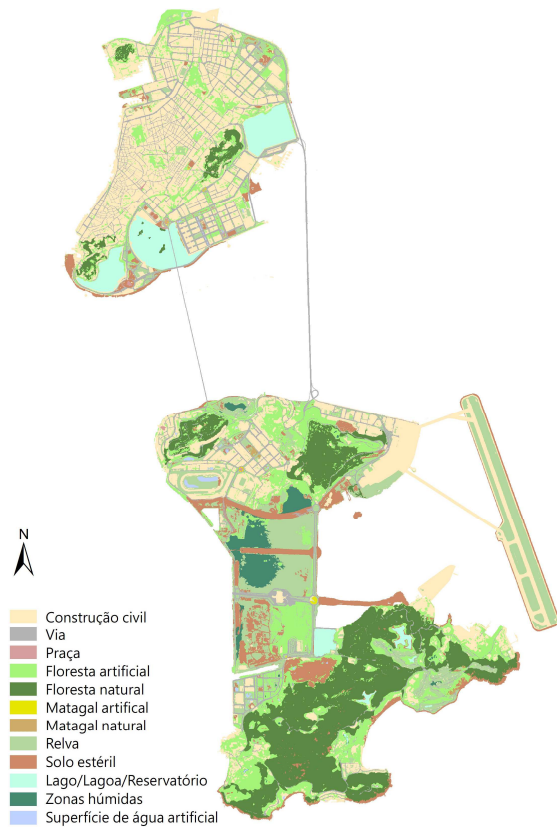 N
Construção civil
Via
Praça
Floresta artificial
Floresta natural
Matagal artifical
Matagal natural
Relva
Solo estéril
Lago/Lagoa/Reservatório
Zonas húmidas
Superfície de água artificial